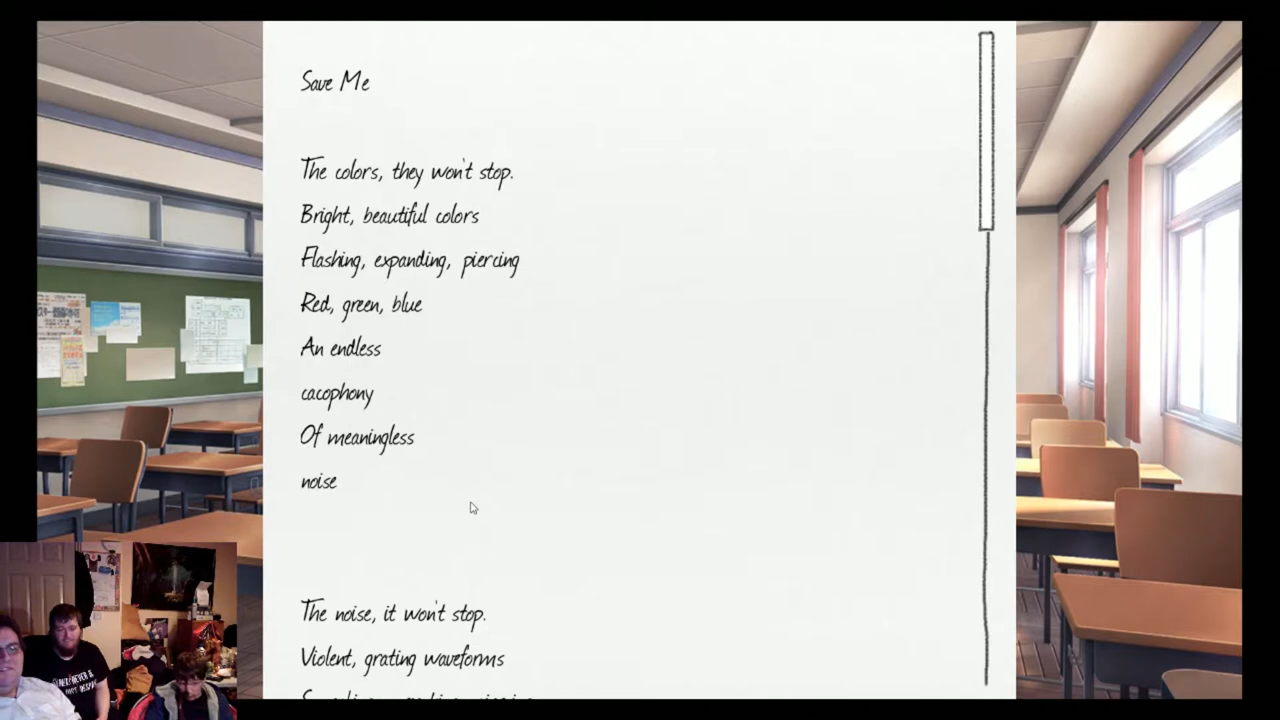 Save Me
The colors, they won't stop.
Bright, beautiful colors
Flashing, expanding, piercing
Red, green, blue
An endless
cacophony
Of meaningless
noise
The noise, it won't stop.
Violent, grating waveforms